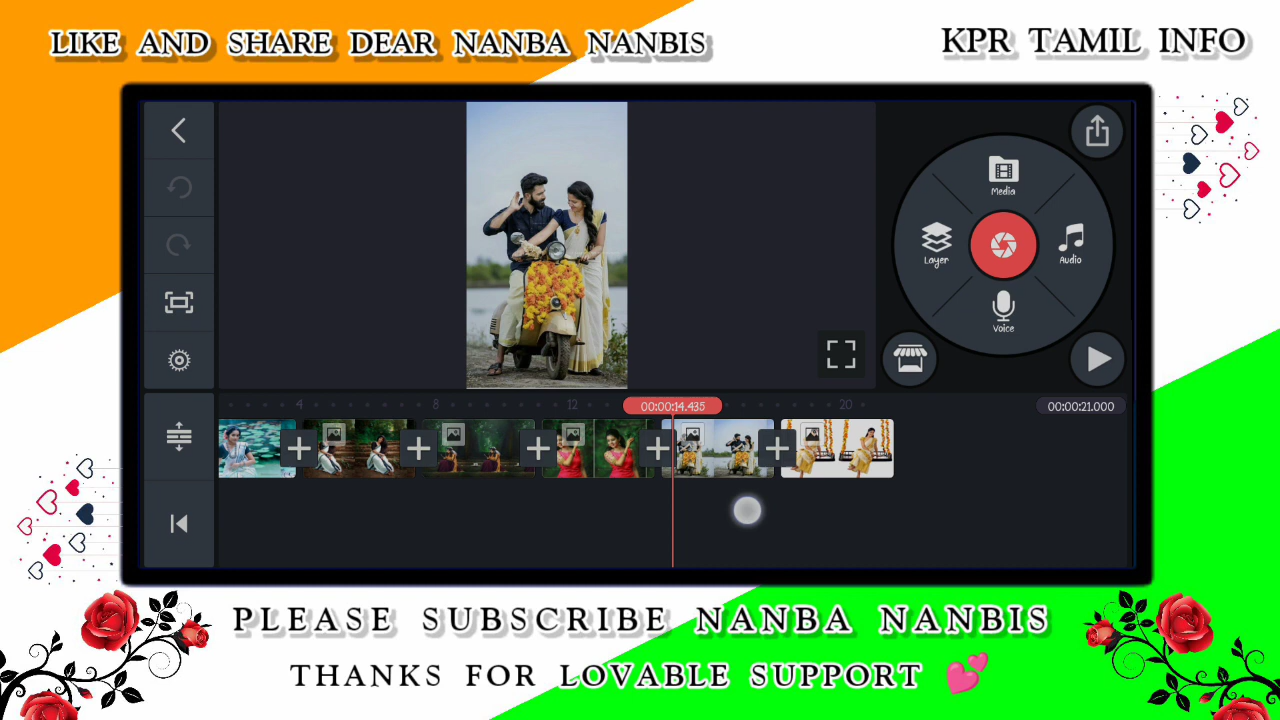 LIKE AND SHARE DEAR NANBA NANBIS
KPR TAMIL INFO
Media
Layer
Audio
Voice
4
8
12
00:00:14.435
20
00:00:21.000
PLEASE SUBSCRIBE NANBA NANBIS
THANKS FOR LOVABLE SUPPORT 💕